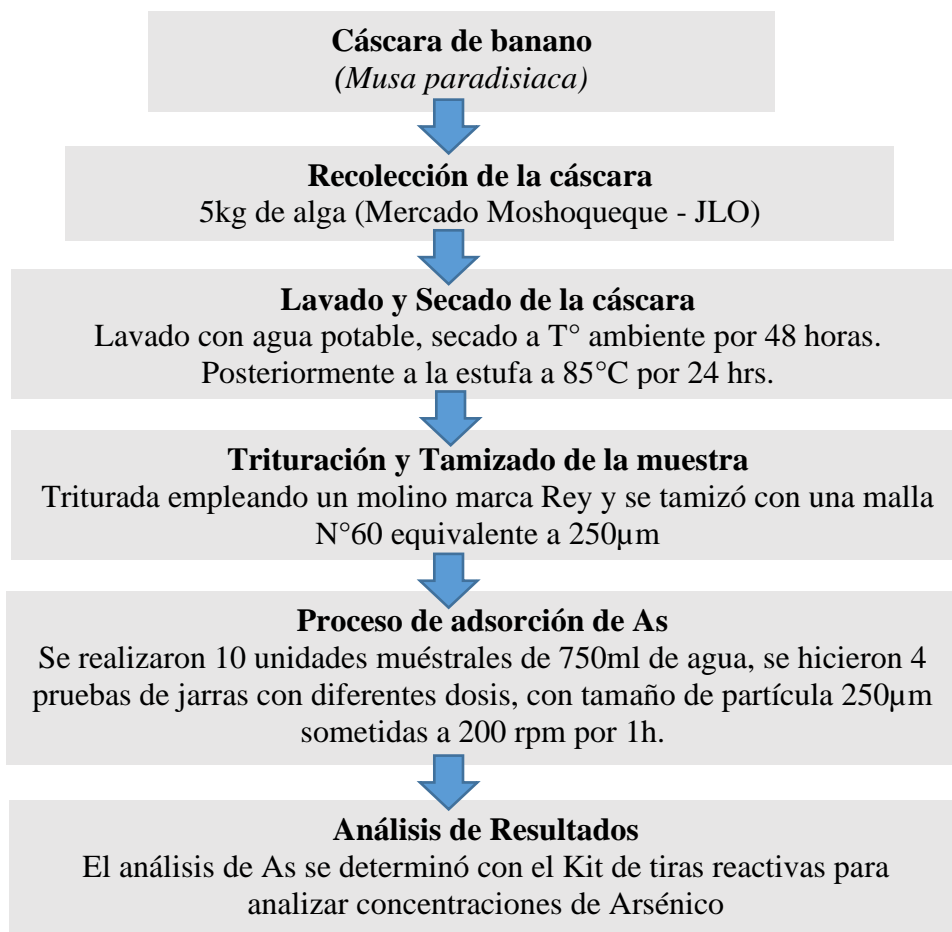 Cáscara de banano
(Musa paradisiaca)
Recolección de la cáscara
5kg de alga (Mercado Moshoqueque - JLO)
Lavado y Secado de la cáscara
Lavado con agua potable, secado a T° ambiente por 48 horas.
Posteriormente a la estufa a 85°C por 24 hrs.
Trituración y Tamizado de la muestra
Triturada empleando un molino marca Rey y se tamizó con una malla
N°60 equivalente a 250µm
Proceso de adsorción de As
Se realizaron 10 unidades muéstrales de 750ml de agua, se hicieron 4
pruebas de jarras con diferentes dosis, con tamaño de partícula 250µm
sometidas a 200 rpm por 1h.
Análisis de Resultados
El análisis de As se determinó con el Kit de tiras reactivas para
analizar concentraciones de Arsénico